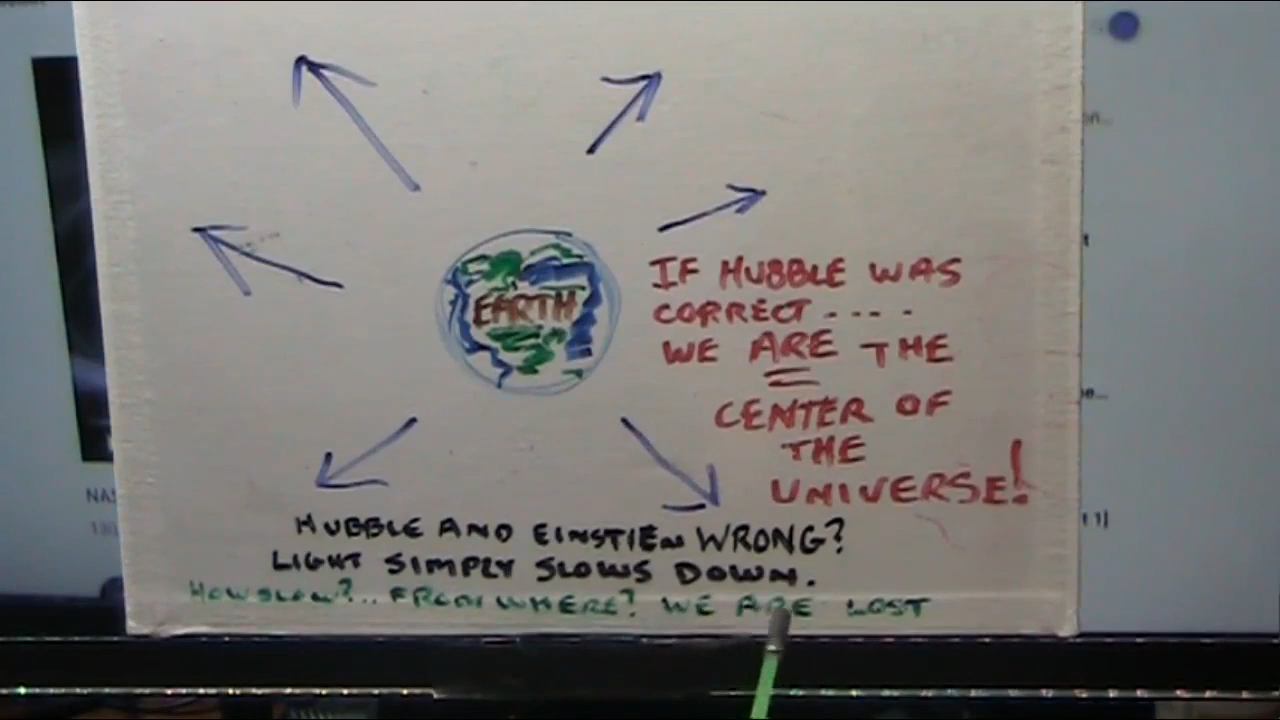 EARTH
IF HUBBLE WAS
CORRECT....
WE ARE THE
CENTER OF
THE
UNIVERSE!
HUBBLE AND EINSTIEN WRONG?
LIGHT SIMPLY SLOWS DOWN.
HOW SLOW?.. FROM WHERE? WE ARE LOST
NAS